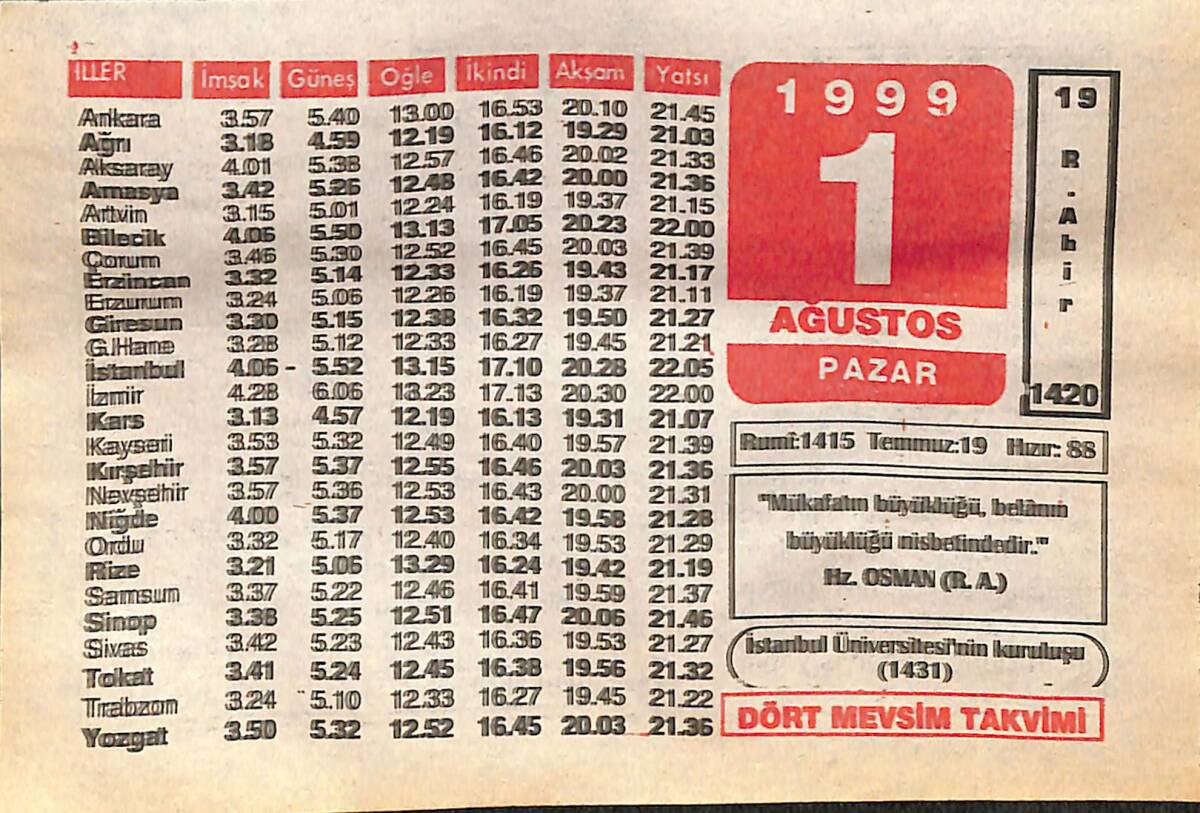 İLLER İmsak Güneş Öğle İkindi Akşam Yatsı
Ankara 3.57 5.40 13.00 16.53 20.10 21.45
Ağrı 3.18 4.59 12.19 16.12 19.29 21.03
Aksaray 4.01 5.38 12.57 16.46 20.02 21.33
Amasya 3.42 5.26 12.48 16.42 20.00 21.36
Artvin 3.15 5.01 12.24 16.19 19.37 21.15
Bilecik 4.06 5.50 13.13 17.05 20.23 22.00
Çorum 3.46 5.30 12.52 16.45 20.03 21.39
Erzincan 3.32 5.14 12.33 16.26 19.43 21.17
Erzurum 3.24 5.06 12.26 16.19 19.37 21.11
Giresun 3.30 5.15 12.38 16.32 19.50 21.27
G.Hane 3.28 5.12 12.33 16.27 19.45 21.21
İstanbul 4.06 - 5.52 13.15 17.10 20.28 22.05
İzmir 4.28 6.06 13.23 17.13 20.30 22.00
Kars 3.13 4.57 12.19 16.13 19.31 21.07
Kayseri 3.53 5.32 12.49 16.40 19.57 21.39
Kırşehir 3.57 5.37 12.55 16.46 20.03 21.36
Nevşehir 3.57 5.36 12.53 16.43 20.00 21.31
Niğde 4.00 5.37 12.53 16.42 19.58 21.28
Ordu 3.32 5.17 12.40 16.34 19.53 21.29
Rize 3.21 5.06 13.29 16.24 19.42 21.19
Samsum 3.37 5.22 12.46 16.41 19.59 21.37
Sinop 3.38 5.25 12.51 16.47 20.06 21.46
Sivas 3.42 5.23 12.43 16.36 19.53 21.27
Tokat 3.41 5.24 12.45 16.38 19.56 21.32
Trabzon 3.24 5.10 12.33 16.27 19.45 21.22
Yozgat 3.50 5.32 12.52 16.45 20.03 21.36
1999
1
AĞUSTOS
PAZAR
19
R.Ahir
1420
Rumî:1415 Temmuz:19 Hızır: 88
"Mükafatın büyüklüğü, belânın
büyüklüğü nisbetindedir."
Hz. OSMAN (R. A.)
İstanbul Üniversitesi'nin kuruluşu
(1431)
DÖRT MEVSİM TAKVİMİ